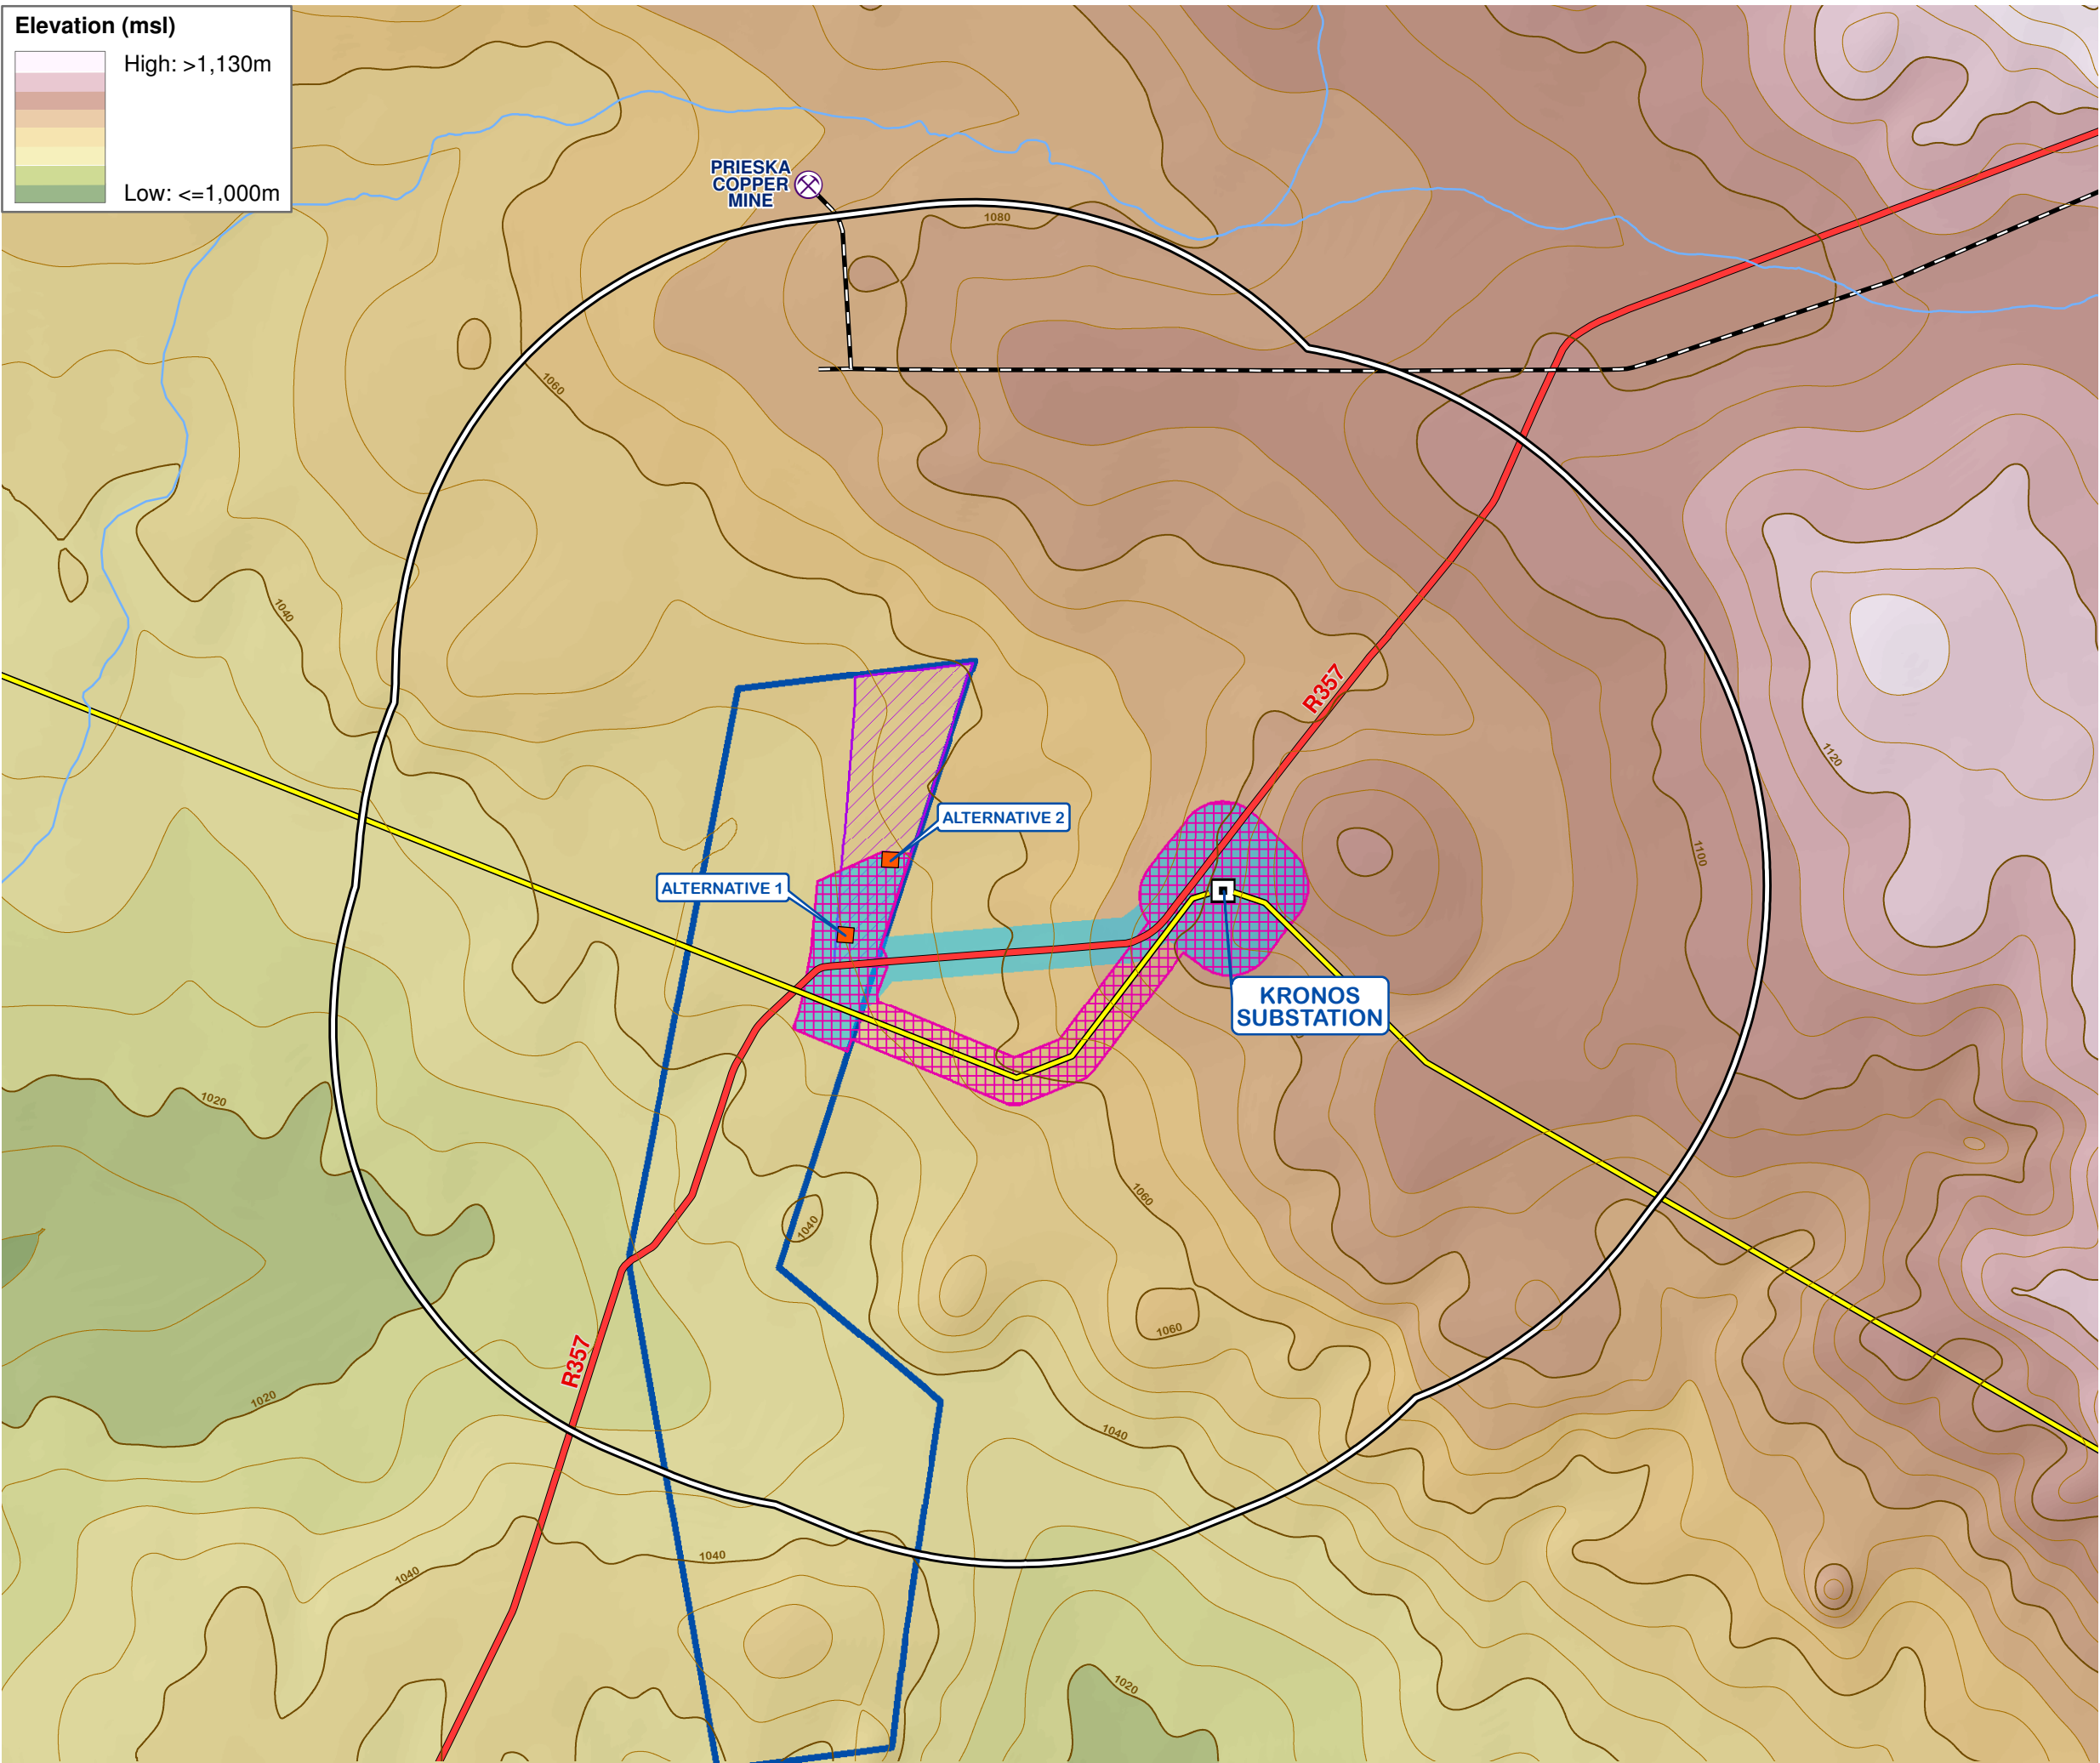 Elevation (msl)
High: >1,130m
Low: <=1,000m
PRIESKA
COPPER
MINE
1080
1060
1040
R357
1120
ALTERNATIVE 2
1100
ALTERNATIVE 1
KRONOS
SUBSTATION
1020
1060
1040
1060
R357
1020
1040
1040
1040
1020